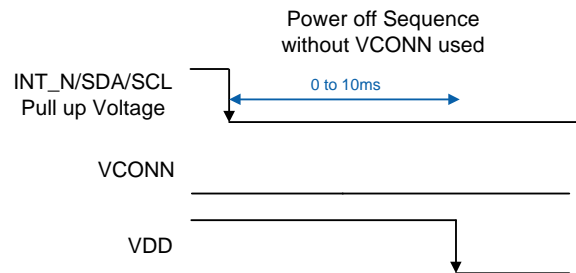 Power off Sequence
without VCONN used
INT_N/SDA/SCL
Pull up Voltage
0 to 10ms
VCONN
VDD